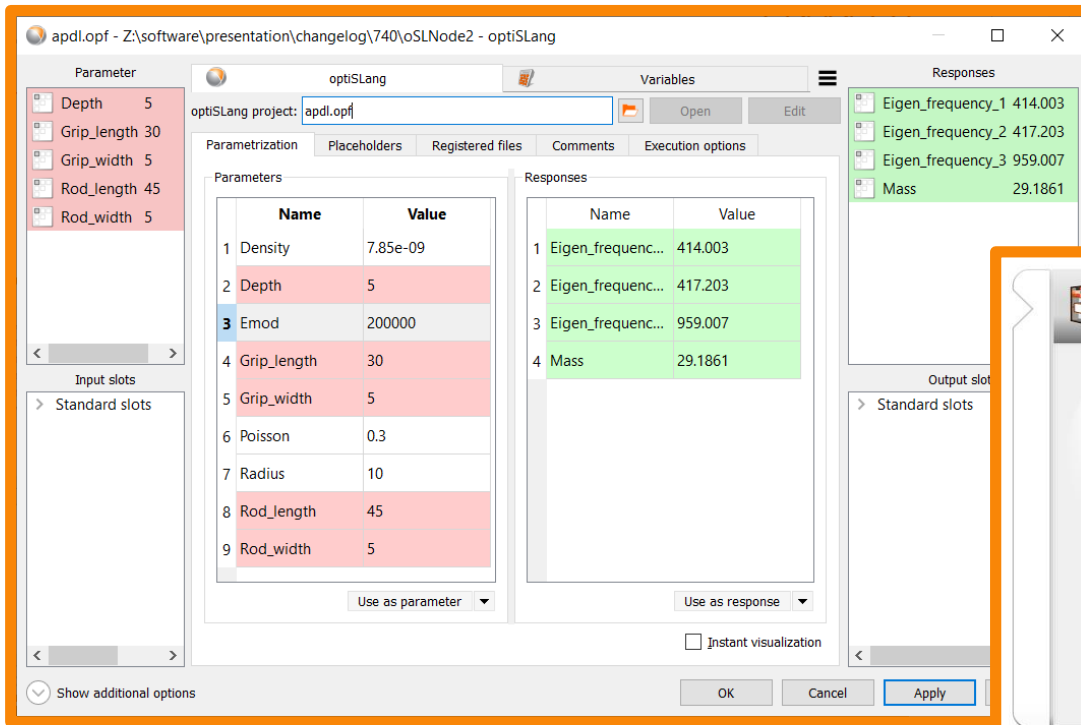 apdl.opf - Z:\software\presentation\changelog\740\oSLNode2 - optiSLang
Parameter
Depth 5
Grip_length 30
Grip_width 5
Rod_length 45
Rod_width 5
Input slots
Standard slots
optiSLang
Variables
optiSLang project: apdl.opf
Open
Edit
Parametrization
Placeholders
Registered files
Comments
Execution options
Parameters
Name Value
1 Density 7.85e-09
2 Depth 5
3 Emod 200000
4 Grip_length 30
5 Grip_width 5
6 Poisson 0.3
7 Radius 10
8 Rod_length 45
9 Rod_width 5
Use as parameter
Responses
Name Value
1 Eigen_frequenc... 414.003
2 Eigen_frequenc... 417.203
3 Eigen_frequenc... 959.007
4 Mass 29.1861
Use as response
Instant visualization
Responses
Eigen_frequency_1 414.003
Eigen_frequency_2 417.203
Eigen_frequency_3 959.007
Mass 29.1861
Output slot
Standard slots
Show additional options
OK
Cancel
Apply